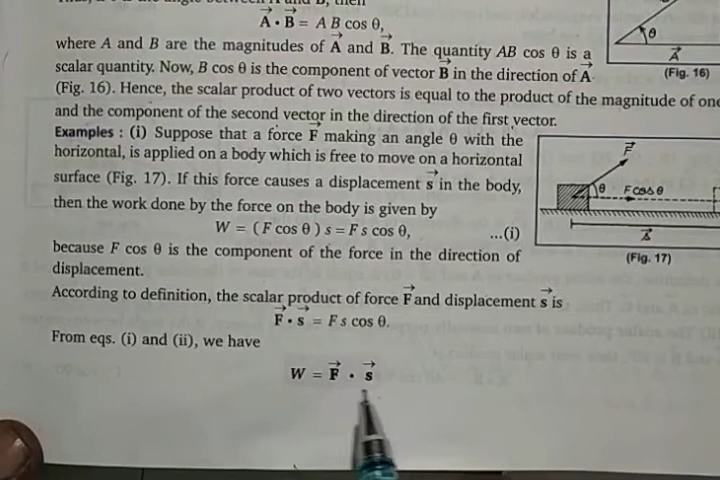 A⃗ • B⃗ = A B cos θ,
where A and B are the magnitudes of A⃗ and B⃗. The quantity AB cos θ is a
scalar quantity. Now, B cos θ is the component of vector B⃗ in the direction of A⃗.
(Fig. 16). Hence, the scalar product of two vectors is equal to the product of the magnitude of one
and the component of the second vector in the direction of the first vector.
θ
A⃗
(Fig. 16)
Examples : (i) Suppose that a force F⃗ making an angle θ with the
horizontal, is applied on a body which is free to move on a horizontal
surface (Fig. 17). If this force causes a displacement s⃗ in the body,
then the work done by the force on the body is given by
W = ( F cos θ ) s = F s cos θ, ...(i)
because F cos θ is the component of the force in the direction of
displacement.
F⃗
θ F cos θ
s⃗
(Fig. 17)
According to definition, the scalar product of force F⃗ and displacement s⃗ is
F⃗ • s⃗ = F s cos θ.
From eqs. (i) and (ii), we have
W = F⃗ • s⃗